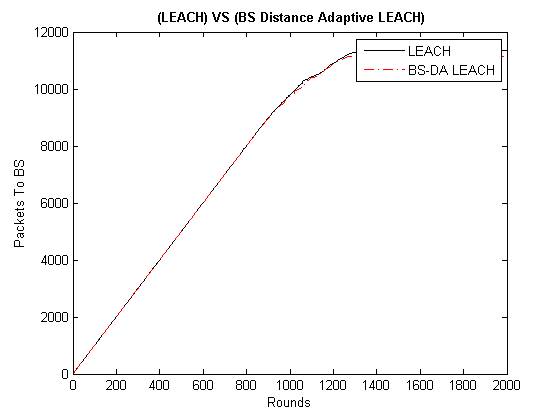 (LEACH) VS (BS Distance Adaptive LEACH)
12000
10000
8000
6000
4000
2000
0
Packets To BS
LEACH
BS-DA LEACH
0 200 400 600 800 1000 1200 1400 1600 1800 2000
Rounds